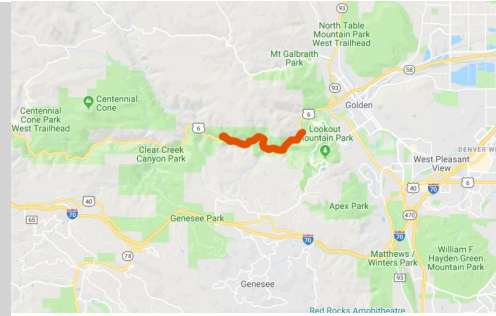 93
North Table
Mountain Park
West Trailhead
Mt Galbraith
Park
58
6
Golden
Centennial
Cone
Centennial
Cone Park
West Trailhead
6
Clear Creek
Canyon Park
Lookout
Mountain Park
DENVER W
West Pleasant
View
6
40
70
40
65
70
Genesee Park
Apex Park
470
70
74
70
Matthews /
Winters Park
William F
Hayden Green
Mountain Park
93
Genesee
Red Rocks Amphitheatre